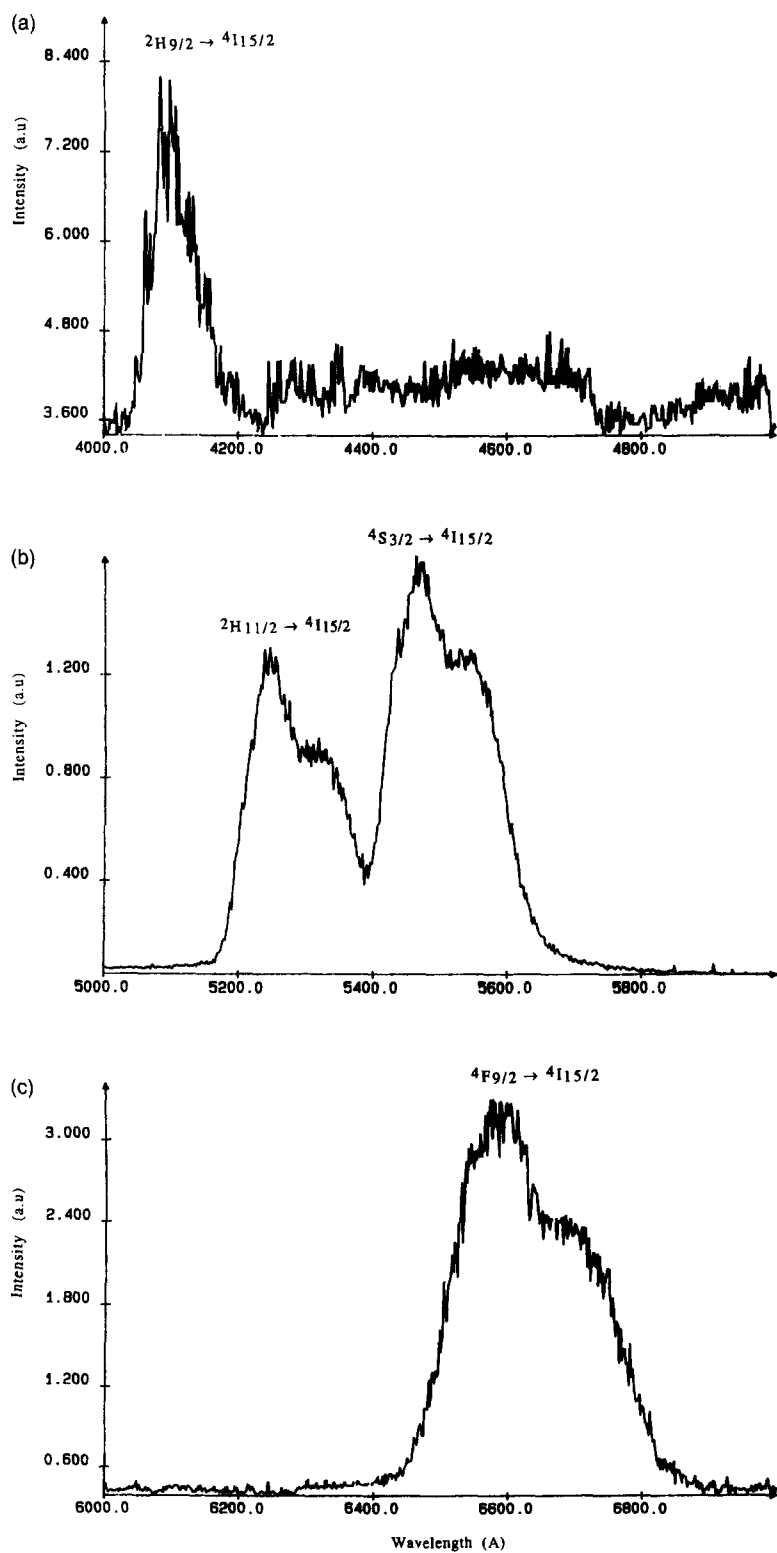 (a)
²H9/2 → ⁴I15/2
8.400
7.200
6.000
4.800
3.600
Intensity (a.u)
4000.0 4200.0 4400.0 4600.0 4800.0
(b)
⁴S3/2 → ⁴I15/2
²H11/2 → ⁴I15/2
1.200
0.800
0.400
Intensity (a.u)
5000.0 5200.0 5400.0 5600.0 5800.0
(c)
⁴F9/2 → ⁴I15/2
3.000
2.400
1.800
1.200
0.600
Intensity (a.u)
6000.0 6200.0 6400.0 6600.0 6800.0
Wavelength (A)